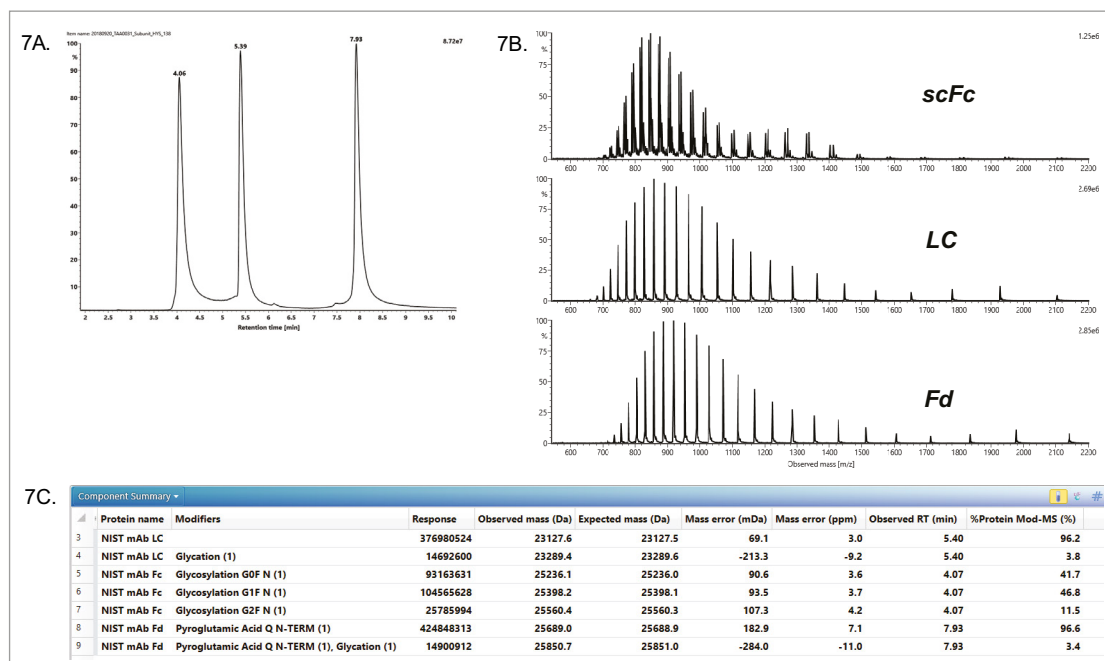 7A.
Item name: 20180920_TAA0031_Subunit_HYS_138
8.72e7
100
%
90
80
70
60
50
40
30
20
10
4.06
5.39
7.93
2 2.5 3 3.5 4 4.5 5 5.5 6 6.5 7 7.5 8 8.5 9 9.5 10
Retention time [min]
7B.
100
%
75
50
25
0
1.25e6
scFc
600 700 800 900 1000 1100 1200 1300 1400 1500 1600 1700 1800 1900 2000 2100 2200
100
%
75
50
25
0
2.69e6
LC
600 700 800 900 1000 1100 1200 1300 1400 1500 1600 1700 1800 1900 2000 2100 2200
100
%
75
50
25
0
2.85e6
Fd
600 700 800 900 1000 1100 1200 1300 1400 1500 1600 1700 1800 1900 2000 2100 2200
Observed mass [m/z]
7C.
Component Summary
Protein name Modifiers Response Observed mass (Da) Expected mass (Da) Mass error (mDa) Mass error (ppm) Observed RT (min) %Protein Mod-MS (%)
3 NIST mAb LC 376980524 23127.6 23127.5 69.1 3.0 5.40 96.2
4 NIST mAb LC Glycation (1) 14692600 23289.4 23289.6 -213.3 -9.2 5.40 3.8
5 NIST mAb Fc Glycosylation G0F N (1) 93163631 25236.1 25236.0 90.6 3.6 4.07 41.7
6 NIST mAb Fc Glycosylation G1F N (1) 104565628 25398.2 25398.1 93.5 3.7 4.07 46.8
7 NIST mAb Fc Glycosylation G2F N (1) 25785994 25560.4 25560.3 107.3 4.2 4.07 11.5
8 NIST mAb Fd Pyroglutamic Acid Q N-TERM (1) 424848313 25689.0 25688.9 182.9 7.1 7.93 96.6
9 NIST mAb Fd Pyroglutamic Acid Q N-TERM (1), Glycation (1) 14900912 25850.7 25851.0 -284.0 -11.0 7.93 3.4